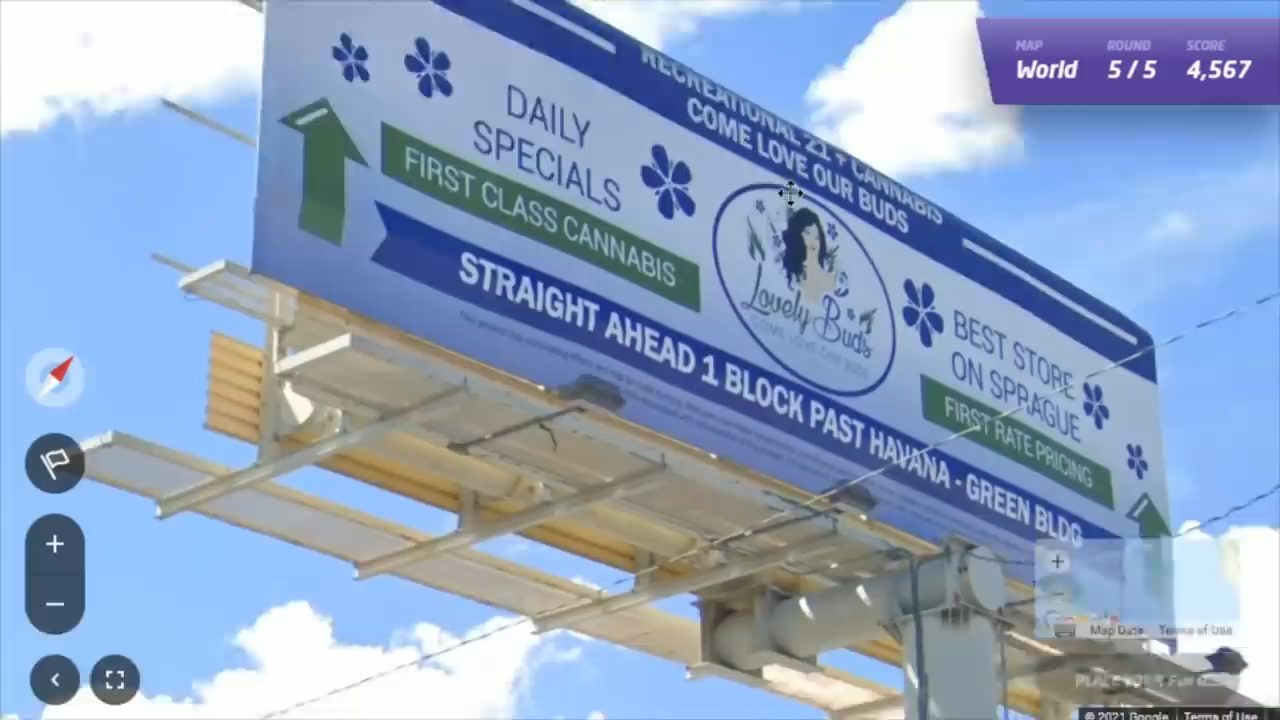 MAP
World
ROUND
5 / 5
SCORE
4,567
RECREATIONAL 21 + CANNABIS
COME LOVE OUR BUDS
DAILY
SPECIALS
FIRST CLASS CANNABIS
Lovely Buds
COME LOVE OUR BUDS
BEST STORE
ON SPRAGUE
FIRST RATE PRICING
STRAIGHT AHEAD 1 BLOCK PAST HAVANA - GREEN BLDG
Map Data
Terms of Use
© 2021 Google
Terms of Use